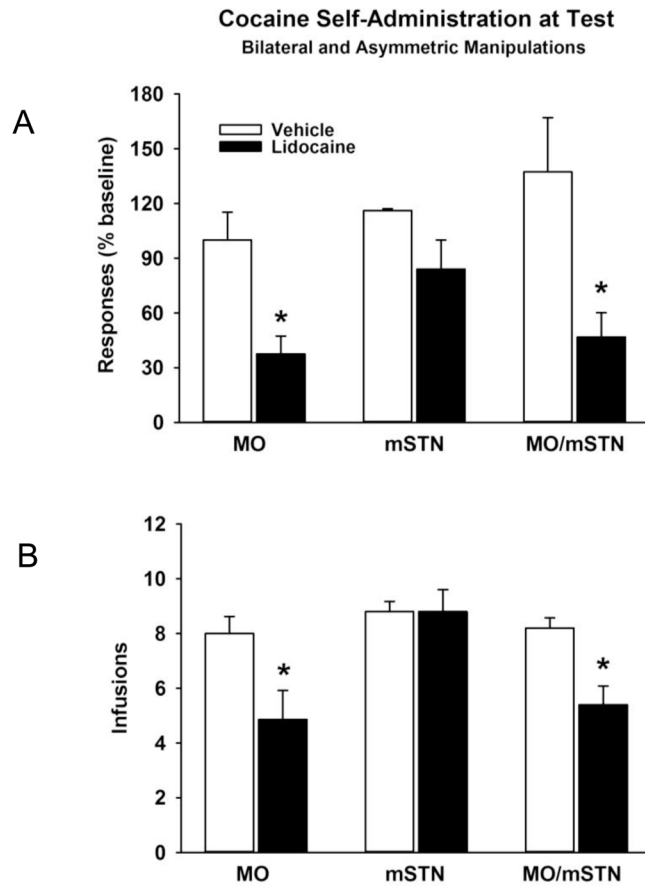 Cocaine Self-Administration at Test
Bilateral and Asymmetric Manipulations
A
Responses (% baseline)
180
150
120
90
60
30
0
Vehicle
Lidocaine
*
*
MO
mSTN
MO/mSTN
B
Infusions
12
10
8
6
4
2
0
*
*
MO
mSTN
MO/mSTN